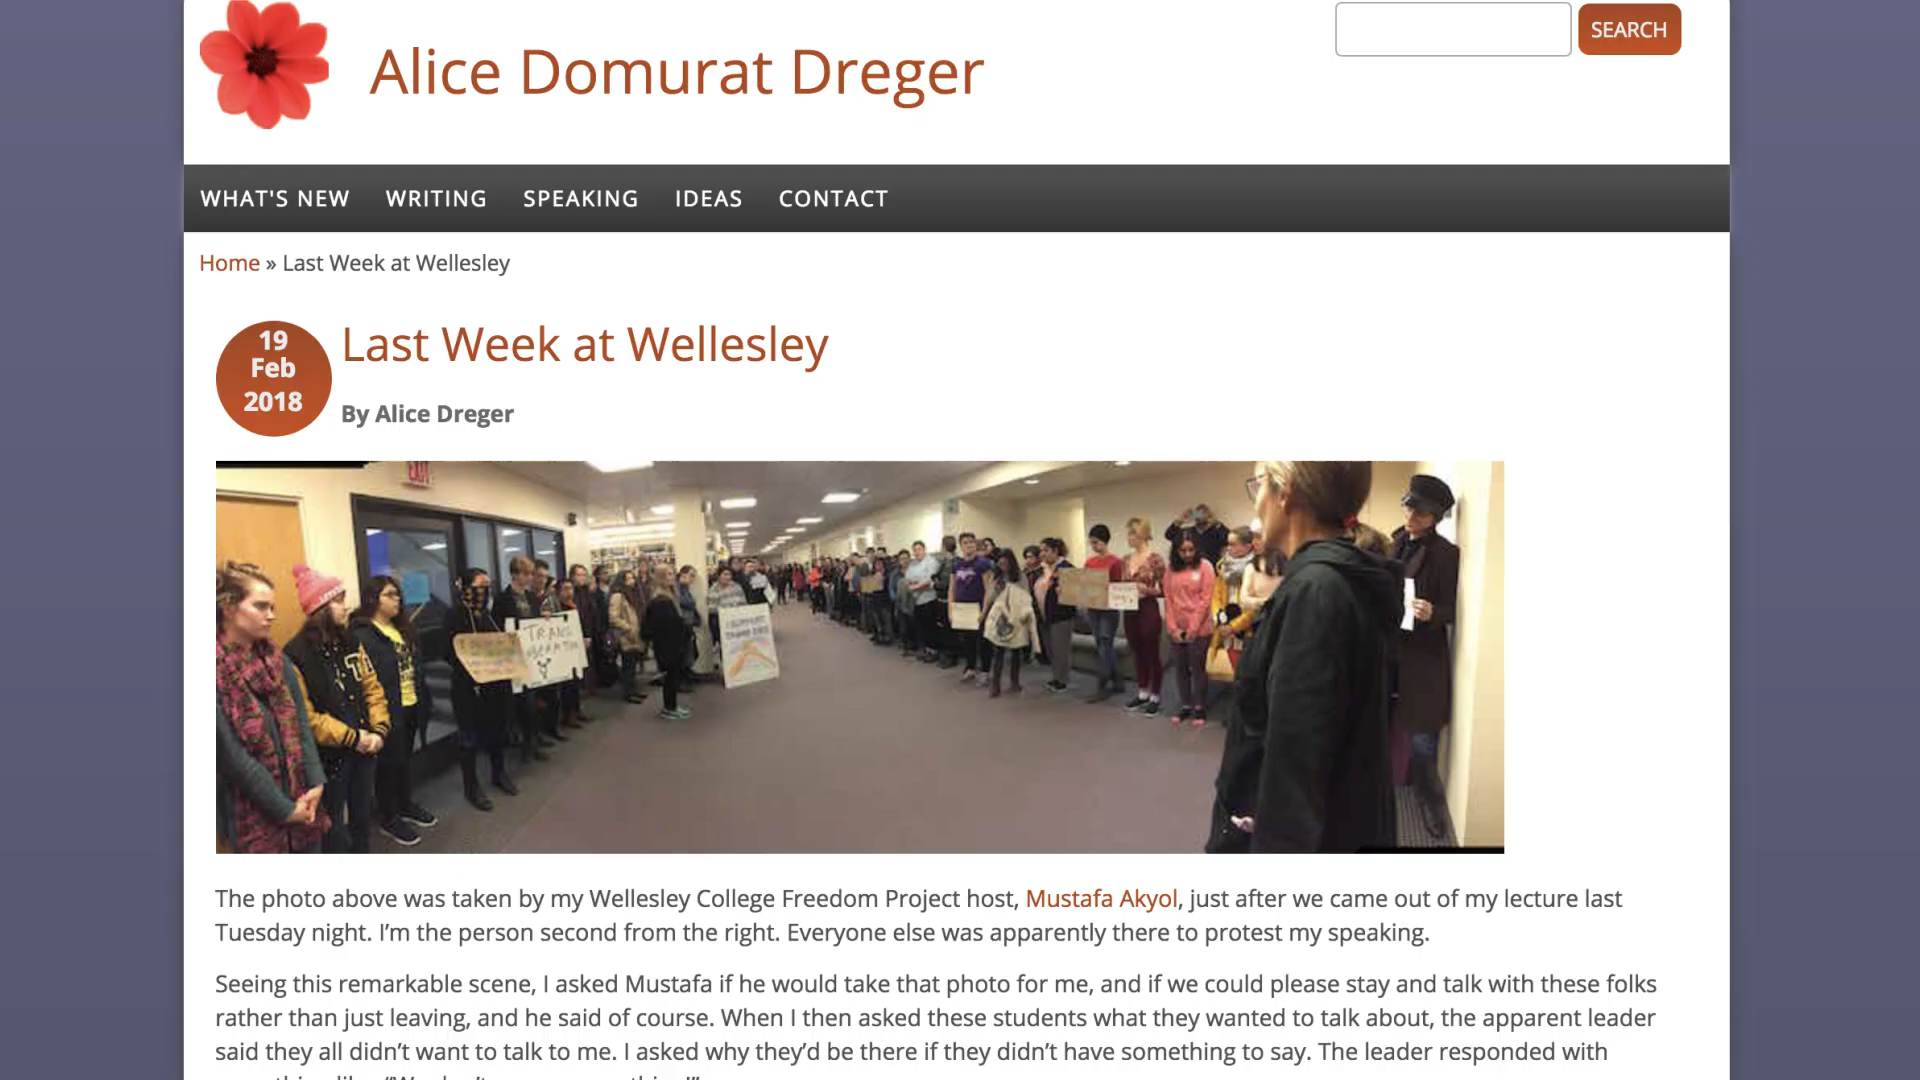 Alice Domurat Dreger
SEARCH
WHAT'S NEW WRITING SPEAKING IDEAS CONTACT
Home » Last Week at Wellesley
19
Feb
2018
Last Week at Wellesley
By Alice Dreger
EXIT
TRANS
The photo above was taken by my Wellesley College Freedom Project host, Mustafa Akyol, just after we came out of my lecture last
Tuesday night. I’m the person second from the right. Everyone else was apparently there to protest my speaking.
Seeing this remarkable scene, I asked Mustafa if he would take that photo for me, and if we could please stay and talk with these folks
rather than just leaving, and he said of course. When I then asked these students what they wanted to talk about, the apparent leader
said they all didn’t want to talk to me. I asked why they’d be there if they didn’t have something to say. The leader responded with